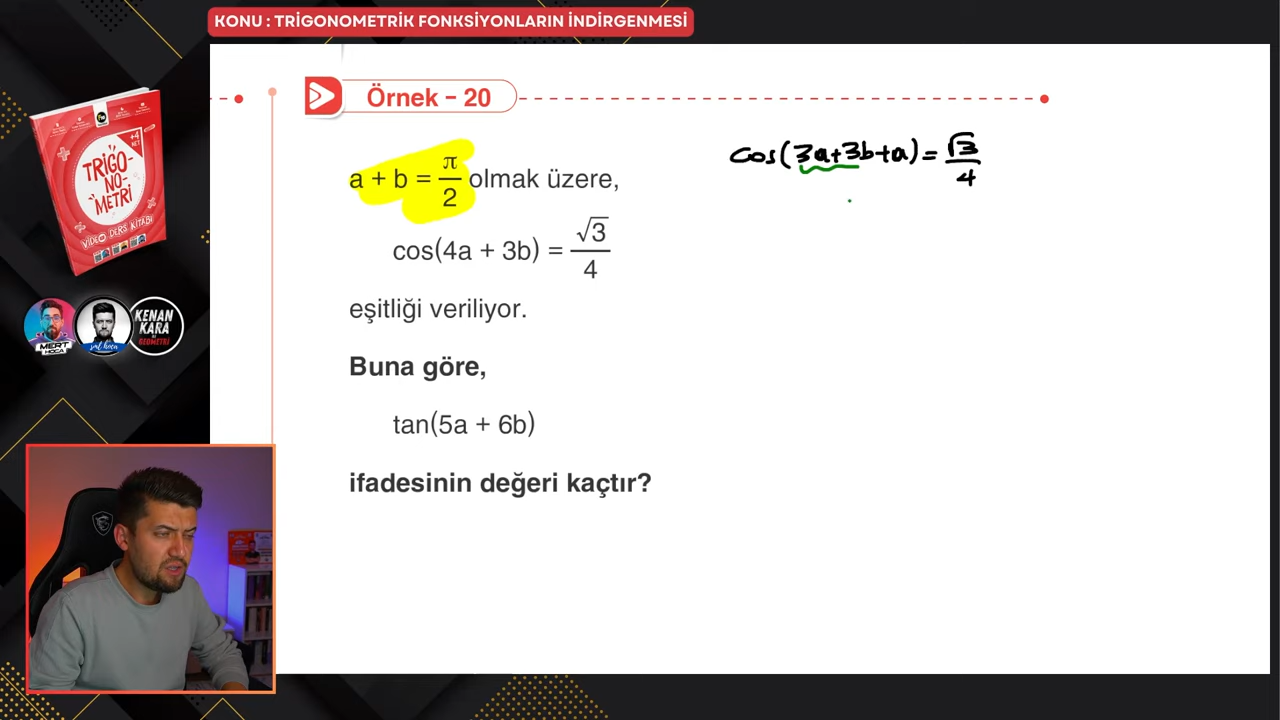 KONU : TRİGONOMETRİK FONKSİYONLARIN İNDİRGENMESİ
Örnek - 20
a + b = π/2 olmak üzere,
cos(4a + 3b) = √3/4
eşitliği veriliyor.
Buna göre,
tan(5a + 6b)
ifadesinin değeri kaçtır?
cos(3a+3b+a) = √3/4
+4 NET
TRİGO-
NO-
METRİ
VİDEO DERS KİTABI
MERT HOCA
KENAN
KARA
GEOMETRİ